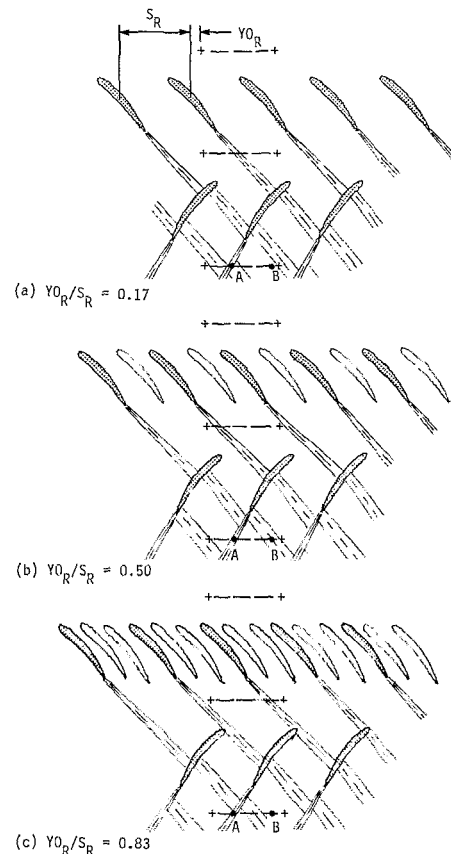 S_R YO_R
A B
(a) YO_R/S_R = 0.17
A B
(b) YO_R/S_R = 0.50
A B
(c) YO_R/S_R = 0.83